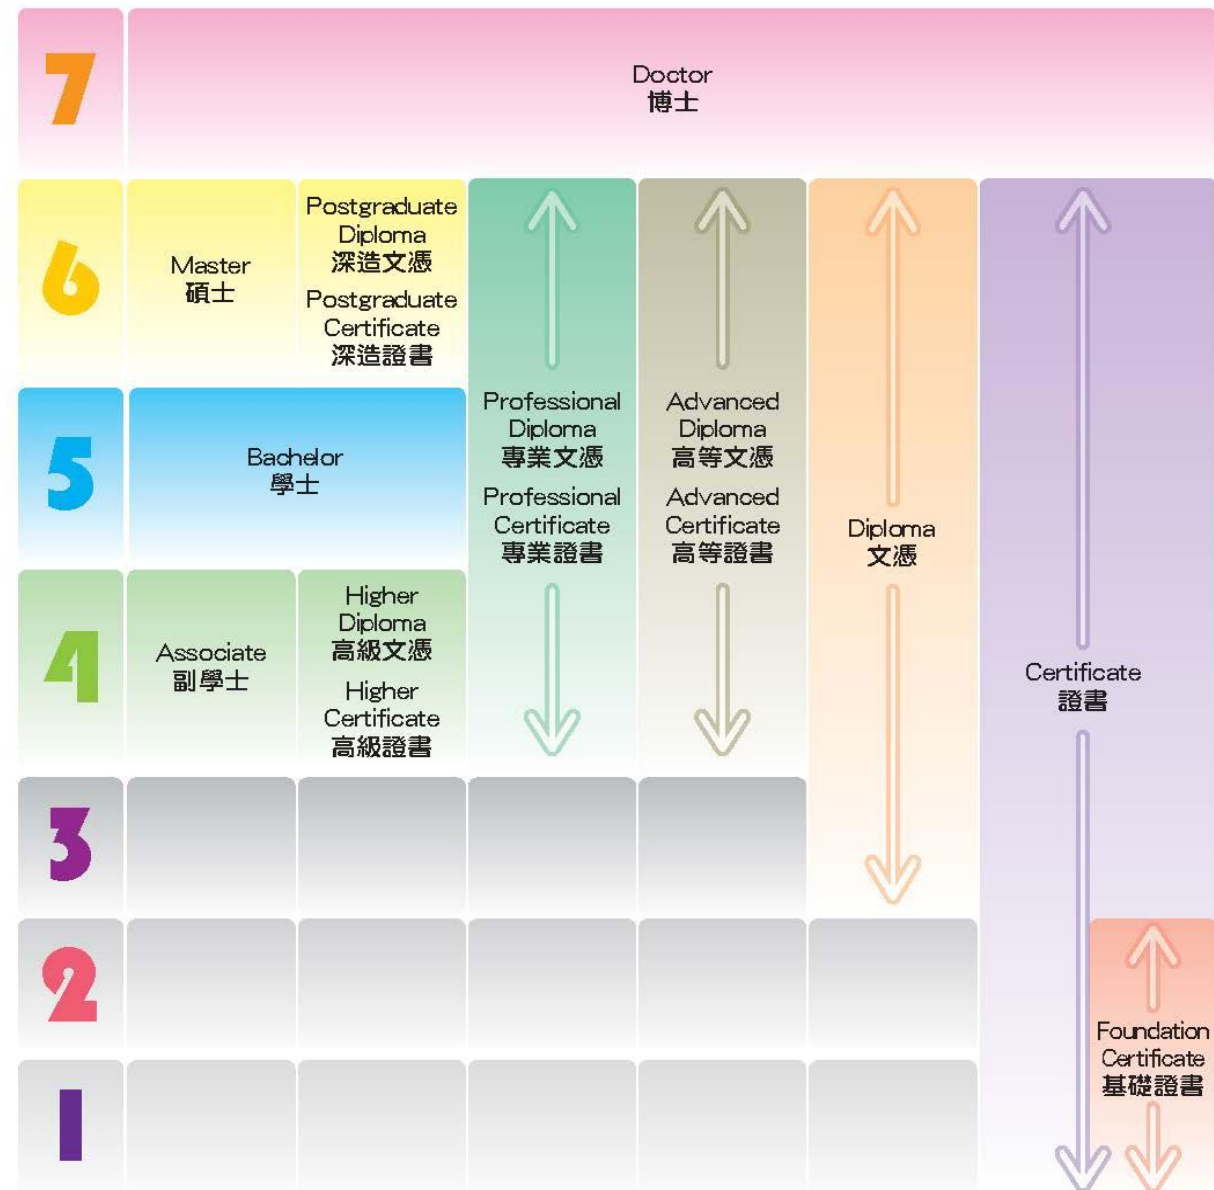 7
Doctor
博士
6
Master
碩士
Postgraduate
Diploma
深造文憑
Postgraduate
Certificate
深造證書
5
Bachelor
學士
4
Associate
副學士
Higher
Diploma
高級文憑
Higher
Certificate
高級證書
Professional
Diploma
專業文憑
Professional
Certificate
專業證書
Advanced
Diploma
高等文憑
Advanced
Certificate
高等證書
Diploma
文憑
Certificate
證書
3
2
Foundation
Certificate
基礎證書
1